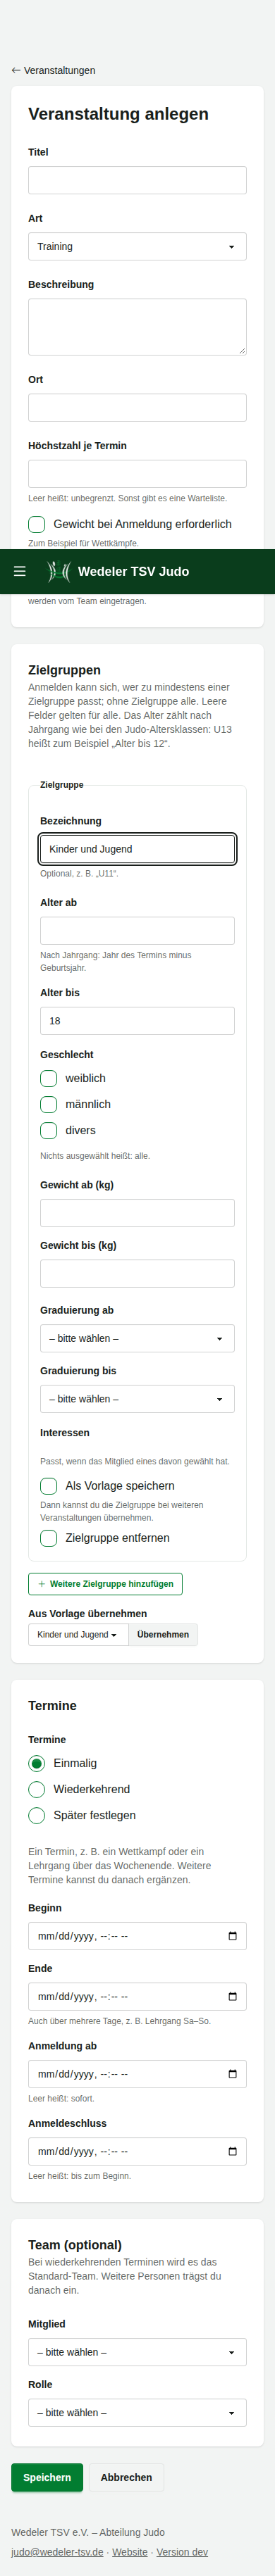 ← Veranstaltungen
Veranstaltung anlegen
Titel
Art
Training
Beschreibung
Ort
Höchstzahl je Termin
Leer heißt: unbegrenzt. Sonst gibt es eine Warteliste.
Gewicht bei Anmeldung erforderlich
Zum Beispiel für Wettkämpfe.
Wedeler TSV Judo
werden vom Team eingetragen.
Zielgruppen
Anmelden kann sich, wer zu mindestens einer
Zielgruppe passt; ohne Zielgruppe alle. Leere
Felder gelten für alle. Das Alter zählt nach
Jahrgang wie bei den Judo-Altersklassen: U13
heißt zum Beispiel „Alter bis 12“.
Zielgruppe
Bezeichnung
Kinder und Jugend
Optional, z. B. „U11“.
Alter ab
Nach Jahrgang: Jahr des Termins minus
Geburtsjahr.
Alter bis
18
Geschlecht
weiblich
männlich
divers
Nichts ausgewählt heißt: alle.
Gewicht ab (kg)
Gewicht bis (kg)
Graduierung ab
– bitte wählen –
Graduierung bis
– bitte wählen –
Interessen
Passt, wenn das Mitglied eines davon gewählt hat.
Als Vorlage speichern
Dann kannst du die Zielgruppe bei weiteren
Veranstaltungen übernehmen.
Zielgruppe entfernen
+ Weitere Zielgruppe hinzufügen
Aus Vorlage übernehmen
Kinder und Jugend Übernehmen
Termine
Termine
Einmalig
Wiederkehrend
Später festlegen
Ein Termin, z. B. ein Wettkampf oder ein
Lehrgang über das Wochenende. Weitere
Termine kannst du danach ergänzen.
Beginn
mm/dd/yyyy, --:-- --
Ende
mm/dd/yyyy, --:-- --
Auch über mehrere Tage, z. B. Lehrgang Sa–So.
Anmeldung ab
mm/dd/yyyy, --:-- --
Leer heißt: sofort.
Anmeldeschluss
mm/dd/yyyy, --:-- --
Leer heißt: bis zum Beginn.
Team (optional)
Bei wiederkehrenden Terminen wird es das
Standard-Team. Weitere Personen trägst du
danach ein.
Mitglied
– bitte wählen –
Rolle
– bitte wählen –
Speichern Abbrechen
Wedeler TSV e.V. – Abteilung Judo
judo@wedeler-tsv.de · Website · Version dev